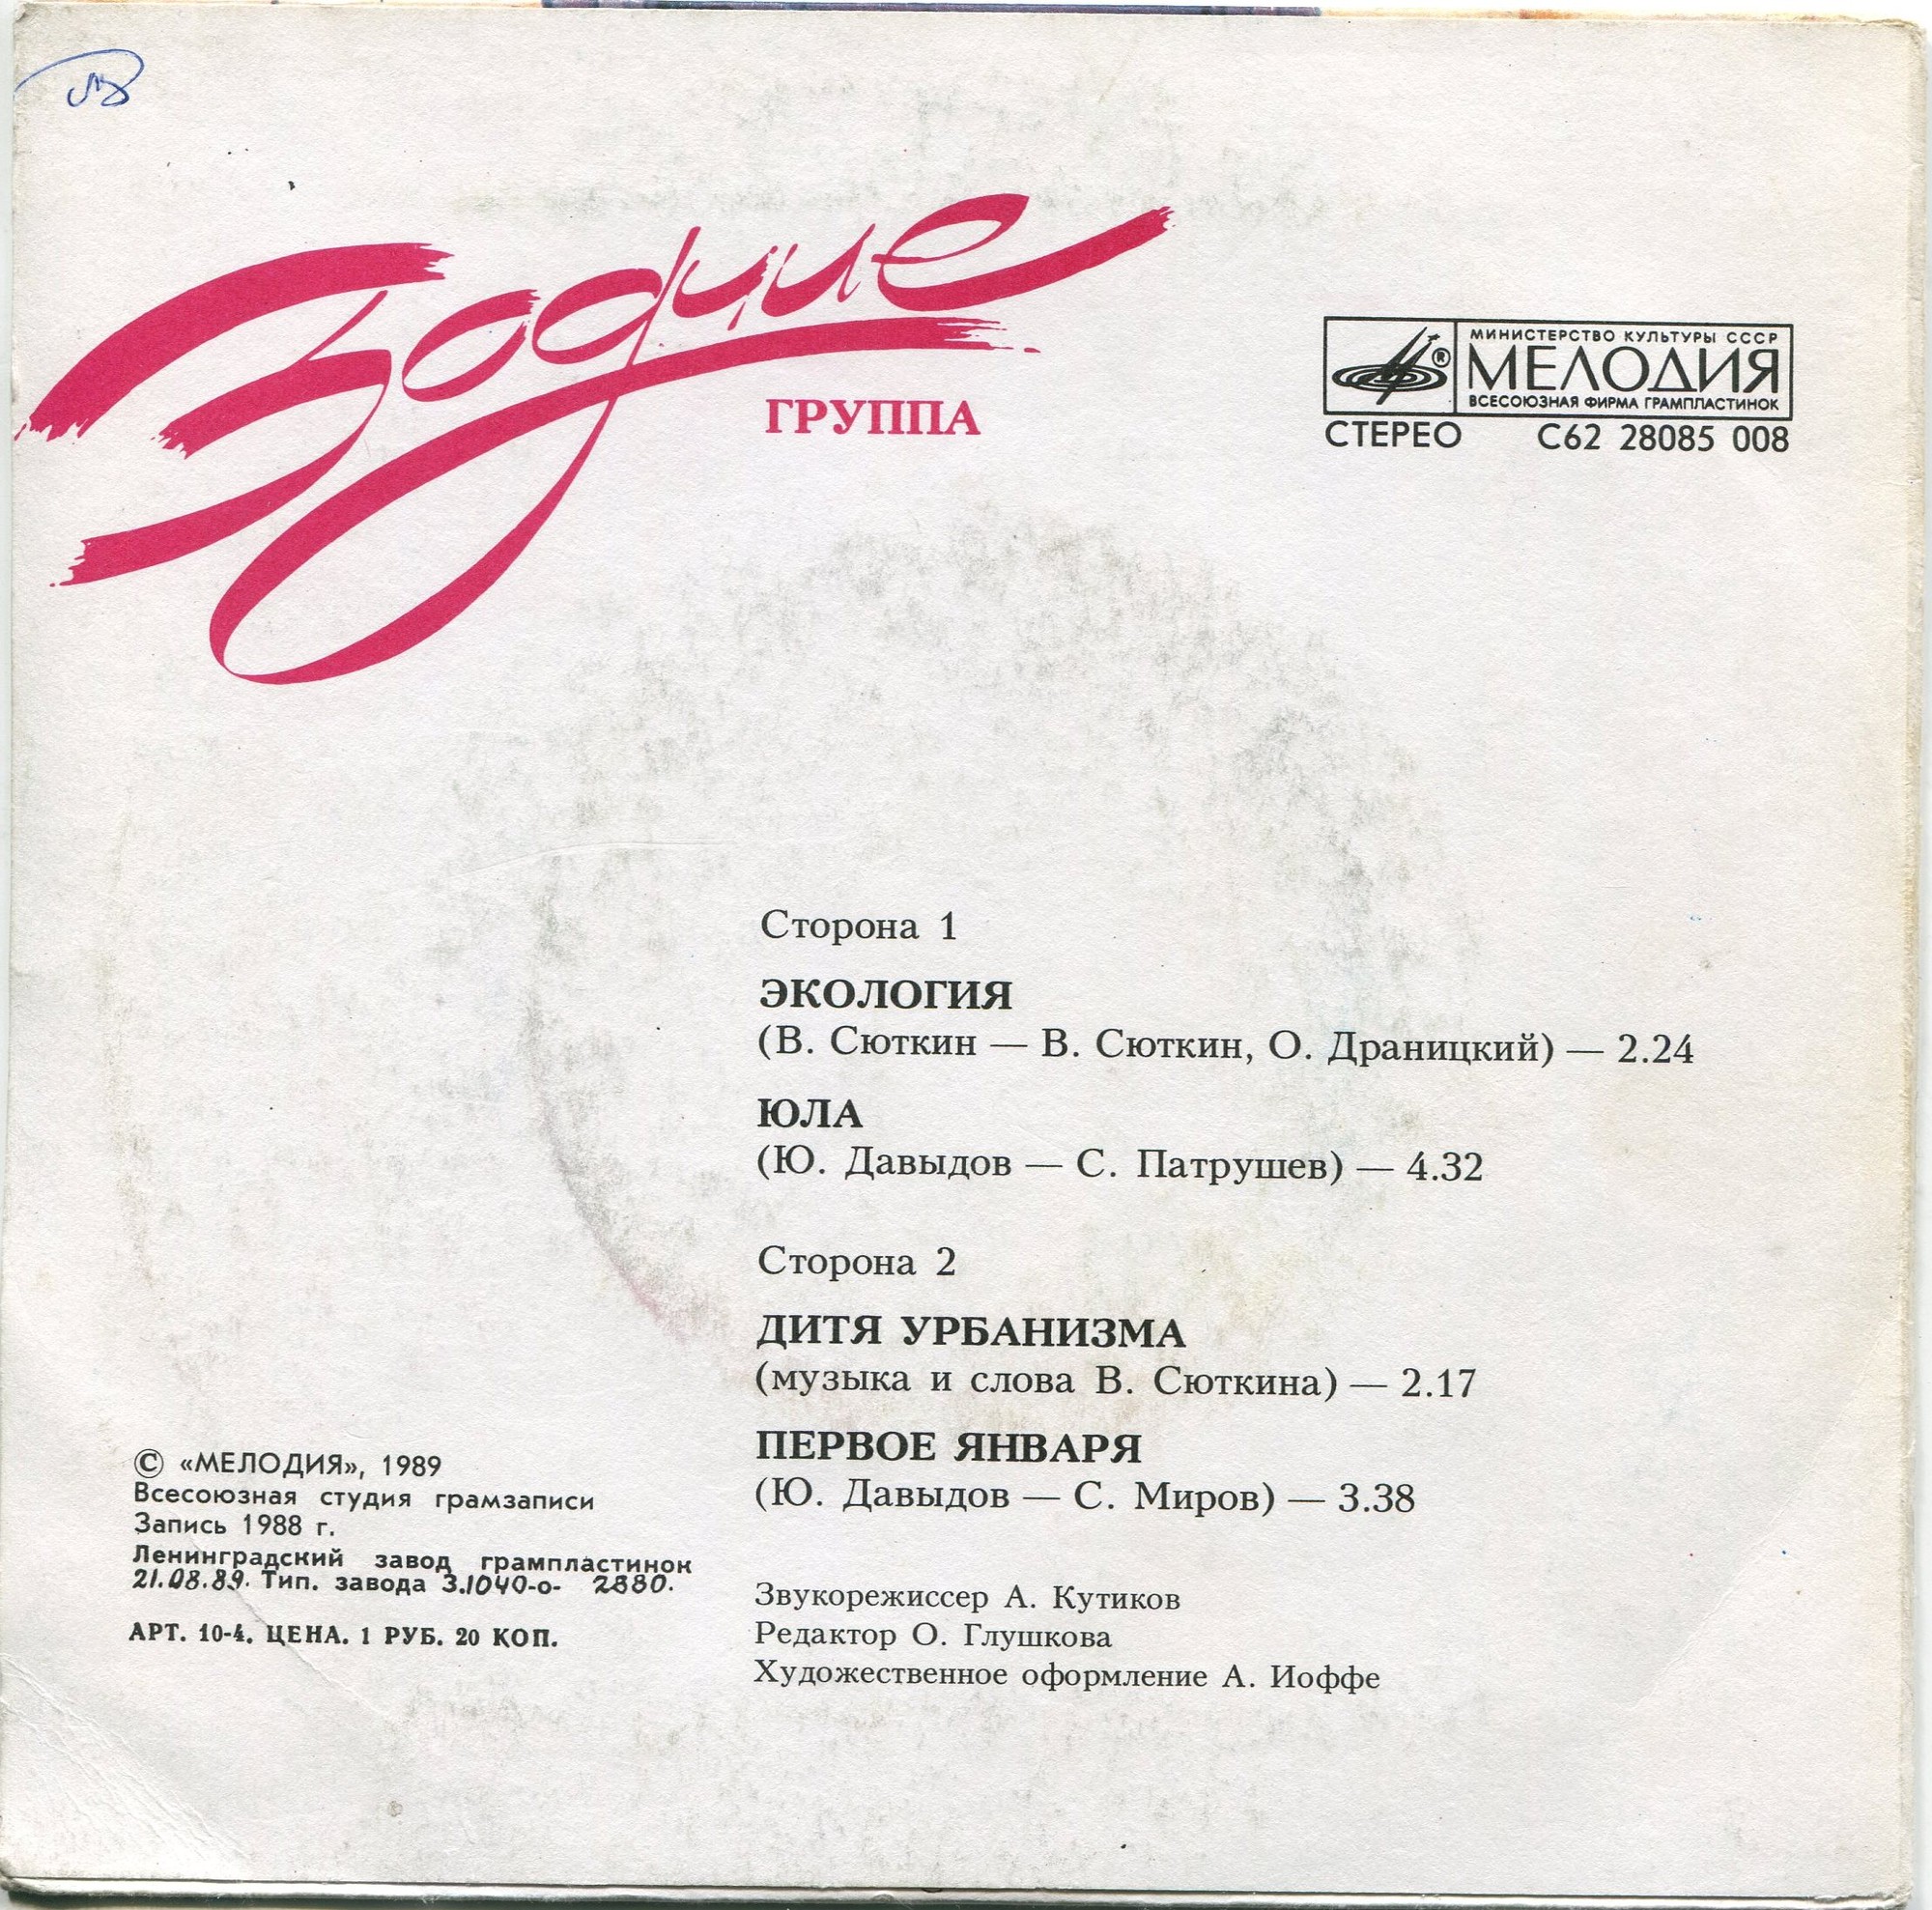 Зодчие
ГРУППА
МИНИСТЕРСТВО КУЛЬТУРЫ СССР
МЕЛОДИЯ
ВСЕСОЮЗНАЯ ФИРМА ГРАМПЛАСТИНОК
СТЕРЕО С62 28085 008
Сторона 1
ЭКОЛОГИЯ
(В. Сюткин — В. Сюткин, О. Драницкий) — 2.24
ЮЛА
(Ю. Давыдов — С. Патрушев) — 4.32
Сторона 2
ДИТЯ УРБАНИЗМА
(музыка и слова В. Сюткина) — 2.17
ПЕРВОЕ ЯНВАРЯ
(Ю. Давыдов — С. Миров) — 3.38
Звукорежиссер А. Кутиков
Редактор О. Глушкова
Художественное оформление А. Иоффе
© «МЕЛОДИЯ», 1989
Всесоюзная студия грамзаписи
Запись 1988 г.
Ленинградский завод грампластинок
21.08.89. Тип. завода З.1040-о- 2880.
АРТ. 10-4. ЦЕНА. 1 РУБ. 20 КОП.